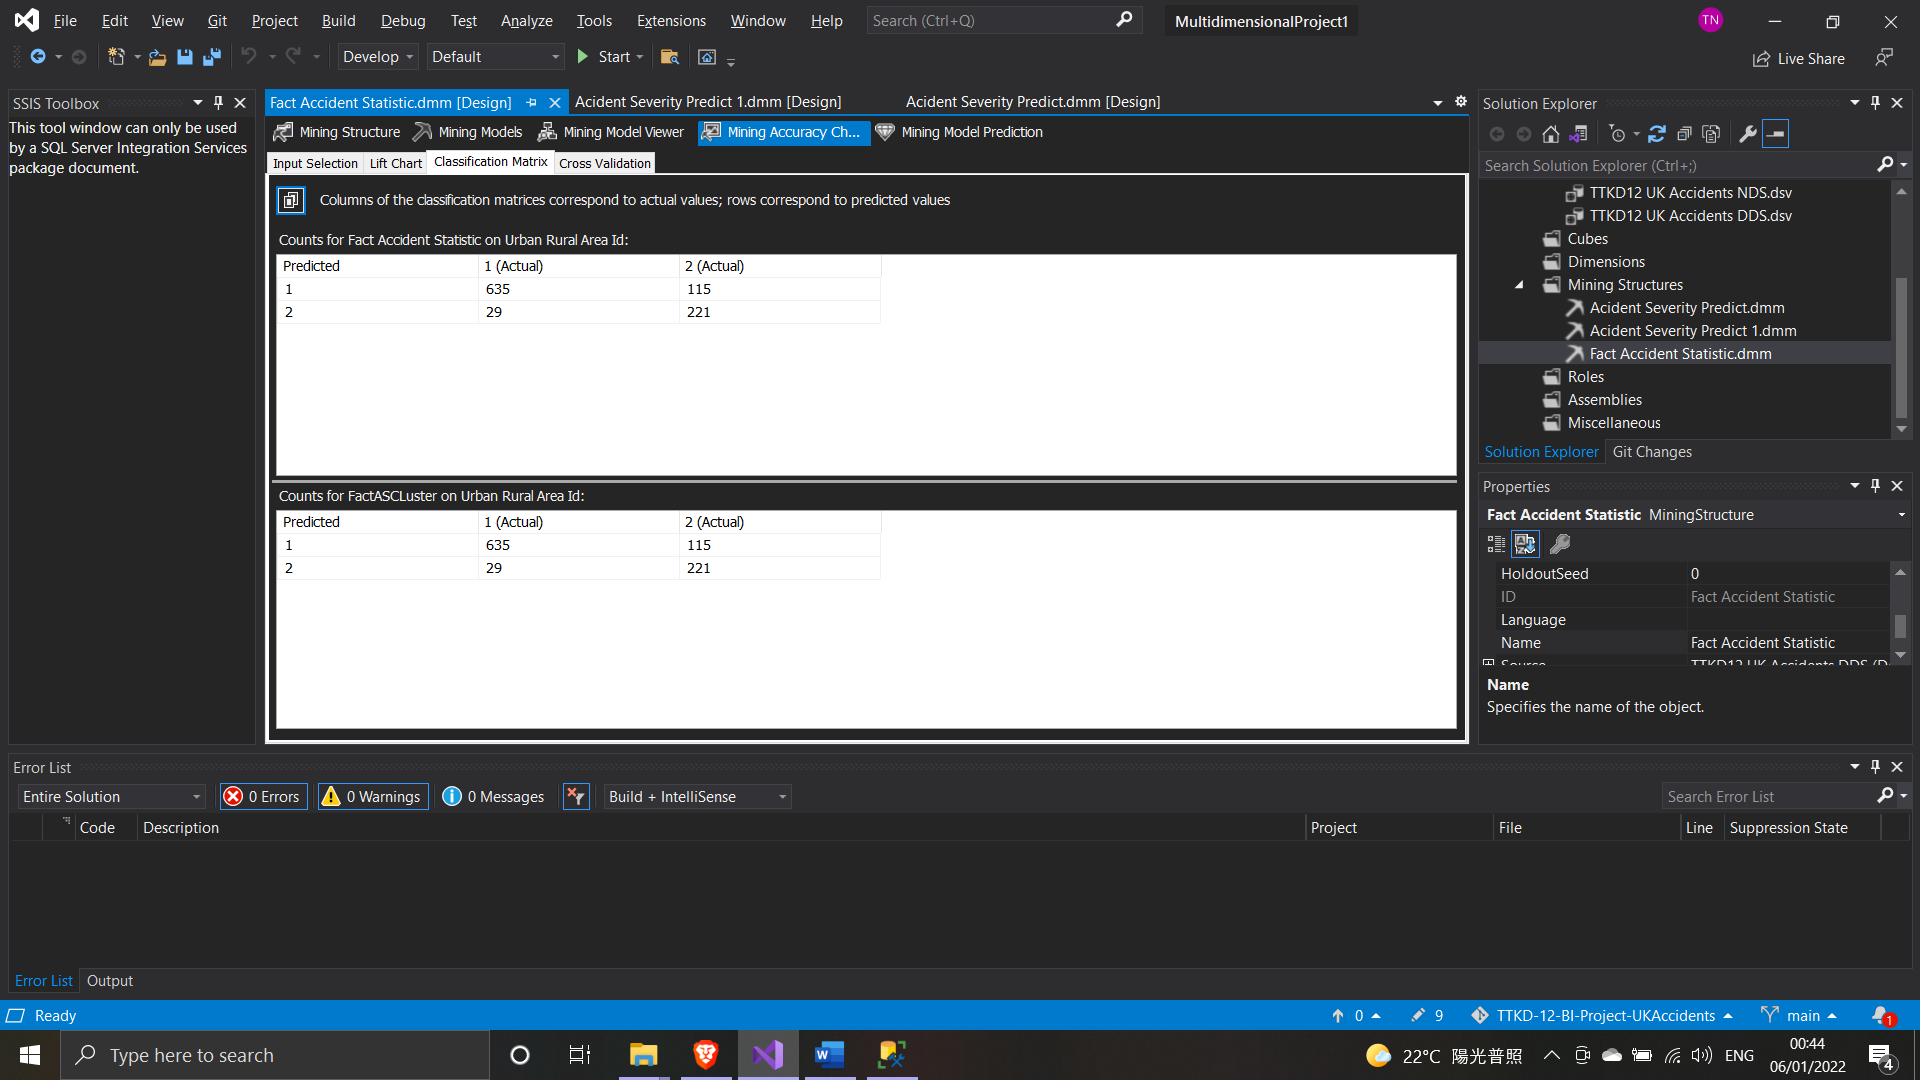 File Edit View Git Project Build Debug Test Analyze Tools Extensions Window Help Search (Ctrl+Q) MultidimensionalProject1 TN
Develop Default Start Live Share
SSIS Toolbox
This tool window can only be used
by a SQL Server Integration Services
package document.
Fact Accident Statistic.dmm [Design] Acident Severity Predict 1.dmm [Design] Acident Severity Predict.dmm [Design]
Mining Structure Mining Models Mining Model Viewer Mining Accuracy Ch... Mining Model Prediction
Input Selection Lift Chart Classification Matrix Cross Validation
Columns of the classification matrices correspond to actual values; rows correspond to predicted values
Counts for Fact Accident Statistic on Urban Rural Area Id:
Predicted 1 (Actual) 2 (Actual)
1 635 115
2 29 221
Counts for FactASCLuster on Urban Rural Area Id:
Predicted 1 (Actual) 2 (Actual)
1 635 115
2 29 221
Solution Explorer
Search Solution Explorer (Ctrl+;)
TTKD12 UK Accidents NDS.dsv
TTKD12 UK Accidents DDS.dsv
Cubes
Dimensions
Mining Structures
Acident Severity Predict.dmm
Acident Severity Predict 1.dmm
Fact Accident Statistic.dmm
Roles
Assemblies
Miscellaneous
Solution Explorer Git Changes
Properties
Fact Accident Statistic MiningStructure
HoldoutSeed 0
ID Fact Accident Statistic
Language
Name Fact Accident Statistic
Source TTKD12 UK Accidents DDS (D
Name
Specifies the name of the object.
Error List
Entire Solution 0 Errors 0 Warnings 0 Messages Build + IntelliSense Search Error List
Code Description Project File Line Suppression State
Error List Output
Ready 0 9 TTKD-12-BI-Project-UKAccidents main 1
Type here to search 22°C 陽光普照 ENG 00:44
06/01/2022 4